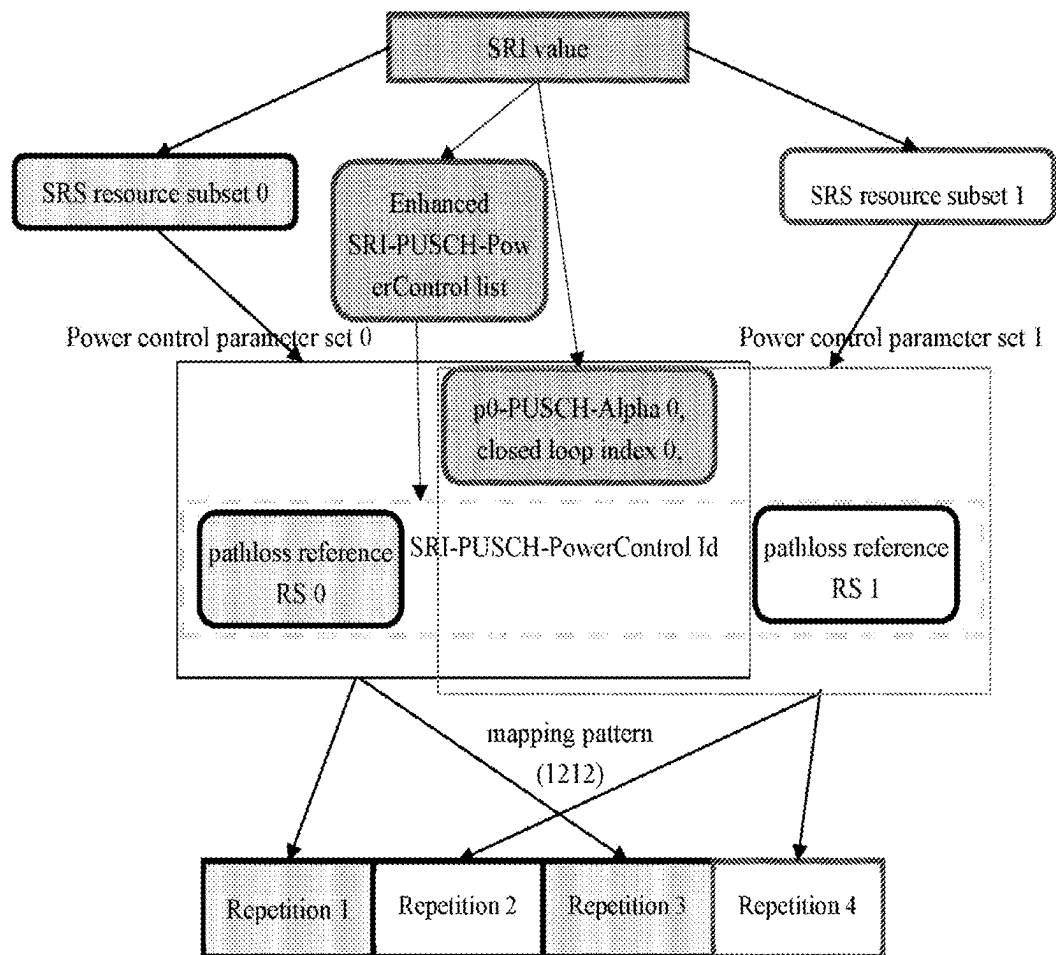 SRI value
SRS resource subset 0
Enhanced
SRI-PUSCH-Pow
erControl list
SRS resource subset 1
Power control parameter set 0
Power control parameter set 1
p0-PUSCH-Alpha 0,
closed loop index 0,
pathloss reference
RS 0
SRI-PUSCH-PowerControl Id
pathloss reference
RS 1
mapping pattern
(1212)
Repetition 1
Repetition 2
Repetition 3
Repetition 4